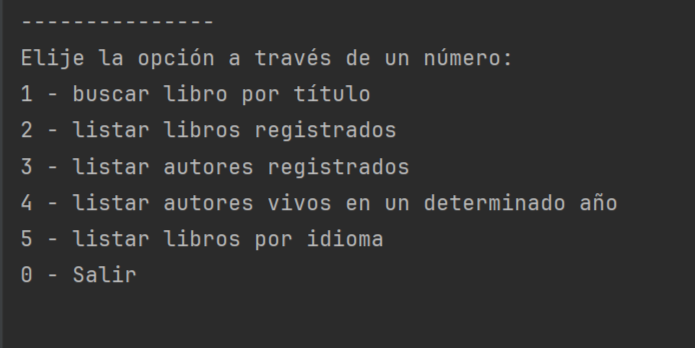 ---------------
Elije la opción a través de un número:
1 - buscar libro por título
2 - listar libros registrados
3 - listar autores registrados
4 - listar autores vivos en un determinado año
5 - listar libros por idioma
0 - Salir